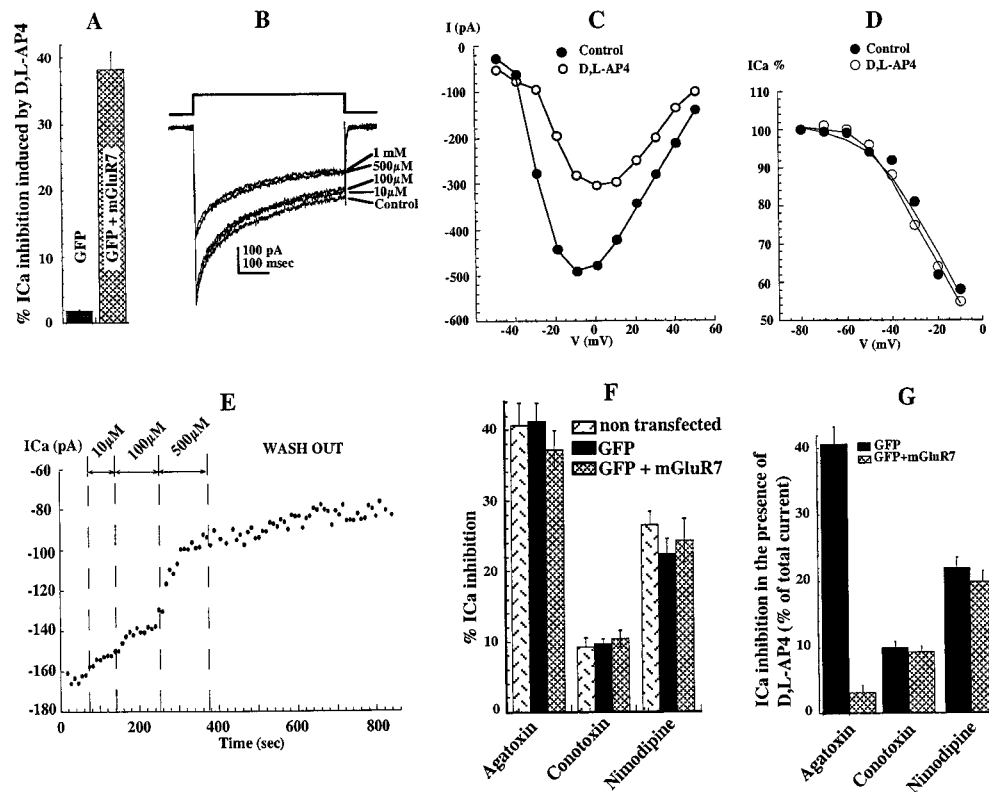 A
% ICa inhibition induced by D,L-AP4
40
30
20
10
0
GFP
GFP + mGluR7
B
1 mM
500µM
100µM
10µM
Control
100 pA
100 msec
C
I (pA)
0
-100
-200
-300
-400
-500
-600
Control
D,L-AP4
-40
-20
0
20
40
60
V (mV)
D
ICa %
110
100
90
80
70
60
50
Control
D,L-AP4
-80
-60
-40
-20
0
V (mV)
E
ICa (pA)
10µM
100µM
500µM
WASH OUT
-60
-80
-100
-120
-140
-160
-180
0
200
400
600
800
Time (sec)
F
% ICa inhibition
40
30
20
10
0
non transfected
GFP
GFP + mGluR7
Agatoxin
Conotoxin
Nimodipine
G
ICa inhibition in the presence of
D,L-AP4 (% of total current)
40
30
20
10
0
GFP
GFP+mGluR7
Agatoxin
Conotoxin
Nimodipine